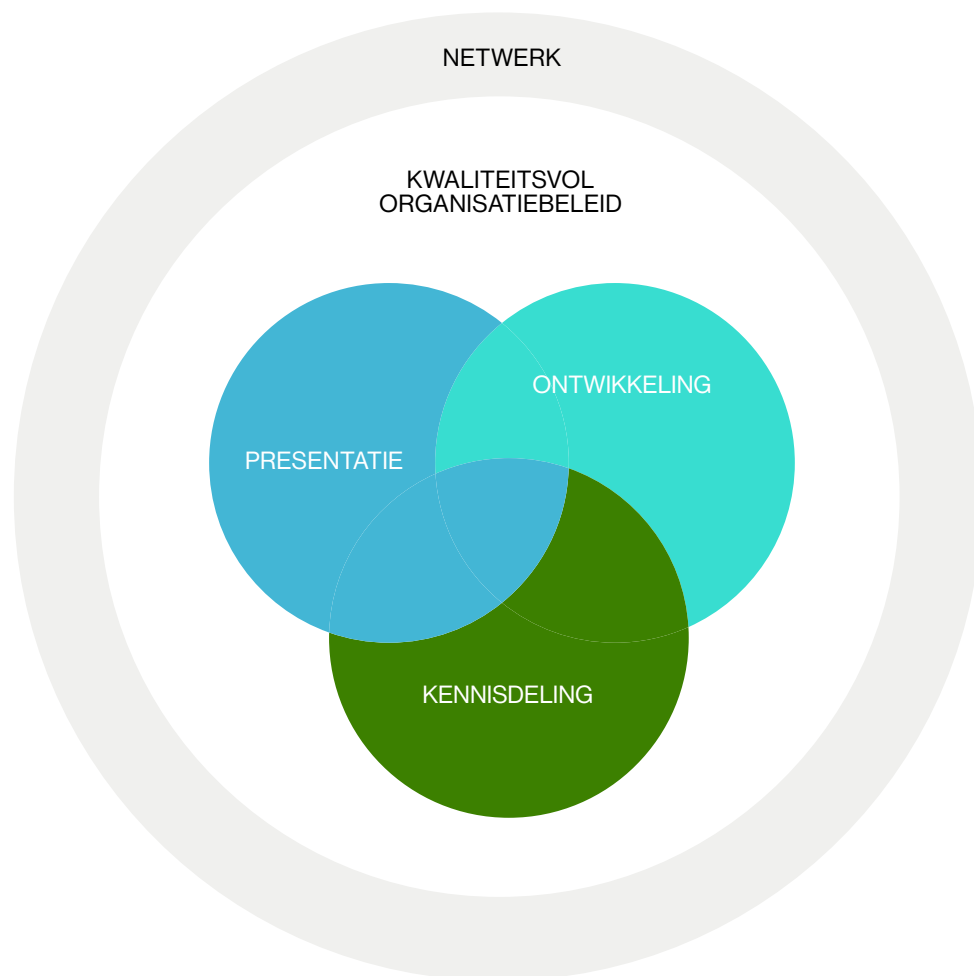 NETWERK
KWALITEITSVOL
ORGANISATIEBELEID
ONTWIKKELING
PRESENTATIE
KENNISDELING